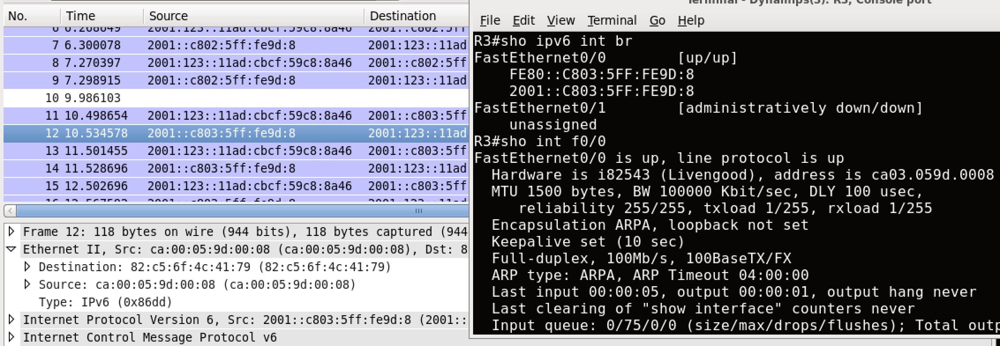 No. Time Source Destination
7 6.300078 2001::c802:5ff:fe9d:8 2001:123::11ad
8 7.270397 2001:123::11ad:cbcf:59c8:8a46 2001::c802:5ff
9 7.298915 2001::c802:5ff:fe9d:8 2001:123::11ad
10 9.986103
11 10.498654 2001:123::11ad:cbcf:59c8:8a46 2001::c803:5ff
12 10.534578 2001::c803:5ff:fe9d:8 2001:123::11ad
13 11.501455 2001:123::11ad:cbcf:59c8:8a46 2001::c803:5ff
14 11.528696 2001::c803:5ff:fe9d:8 2001:123::11ad
15 12.502696 2001:123::11ad:cbcf:59c8:8a46 2001::c803:5ff
Frame 12: 118 bytes on wire (944 bits), 118 bytes captured (944
Ethernet II, Src: ca:00:05:9d:00:08 (ca:00:05:9d:00:08), Dst: 8
Destination: 82:c5:6f:4c:41:79 (82:c5:6f:4c:41:79)
Source: ca:00:05:9d:00:08 (ca:00:05:9d:00:08)
Type: IPv6 (0x86dd)
Internet Protocol Version 6, Src: 2001::c803:5ff:fe9d:8 (2001::
Internet Control Message Protocol v6
Terminal - Dynamips(3): R3, Console port
File Edit View Terminal Go Help
R3#sho ipv6 int br
FastEthernet0/0 [up/up]
FE80::C803:5FF:FE9D:8
2001::C803:5FF:FE9D:8
FastEthernet0/1 [administratively down/down]
unassigned
R3#sho int f0/0
FastEthernet0/0 is up, line protocol is up
Hardware is i82543 (Livengood), address is ca03.059d.0008
MTU 1500 bytes, BW 100000 Kbit/sec, DLY 100 usec,
reliability 255/255, txload 1/255, rxload 1/255
Encapsulation ARPA, loopback not set
Keepalive set (10 sec)
Full-duplex, 100Mb/s, 100BaseTX/FX
ARP type: ARPA, ARP Timeout 04:00:00
Last input 00:00:05, output 00:00:01, output hang never
Last clearing of "show interface" counters never
Input queue: 0/75/0/0 (size/max/drops/flushes); Total outp